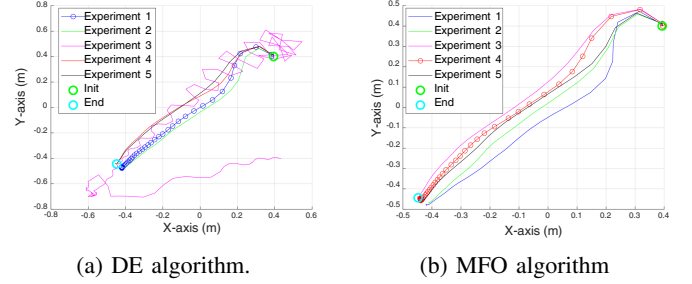 Experiment 1
Experiment 2
Experiment 3
Experiment 4
Experiment 5
Init
End
Y-axis (m)
0.8
0.6
0.4
0.2
0
-0.2
-0.4
-0.6
-0.8
-0.8 -0.6 -0.4 -0.2 0 0.2 0.4 0.6
X-axis (m)
(a) DE algorithm.
Experiment 1
Experiment 2
Experiment 3
Experiment 4
Experiment 5
Init
End
Y-axis (m)
0.5
0.4
0.3
0.2
0.1
0
-0.1
-0.2
-0.3
-0.4
-0.5
-0.5 -0.4 -0.3 -0.2 -0.1 0 0.1 0.2 0.3 0.4
X-axis (m)
(b) MFO algorithm